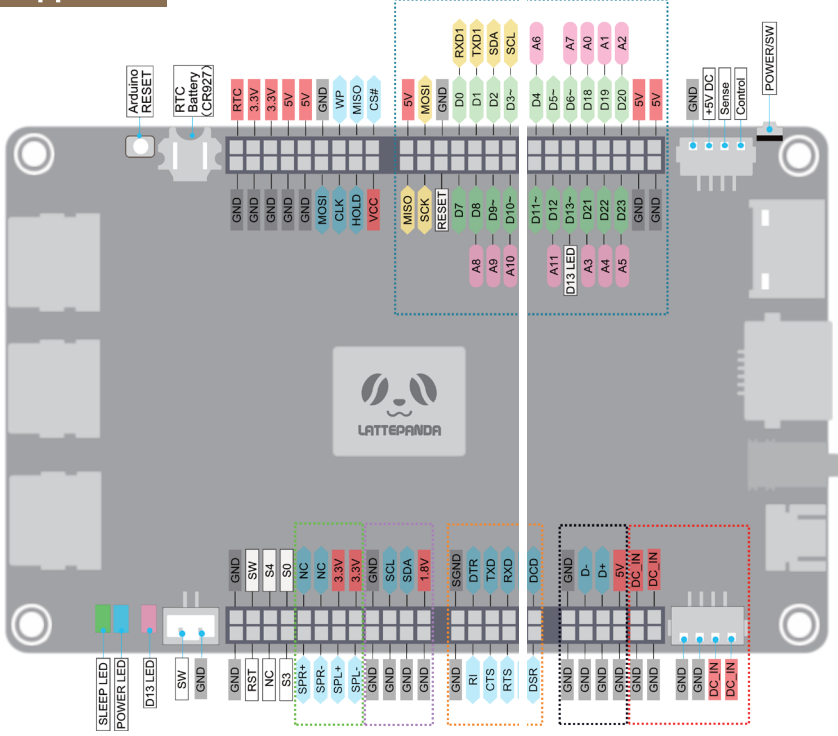 RXD1
TXD1
SDA
SCL
A6
A7
A0
A1
A2
POWER/SW
Arduino
RESET
RTC
Battery
(CR927)
RTC
3.3V
3.3V
5V
5V
GND
WP
MISO
CS#
5V
MOSI
GND
D0
D1
D2
D3~
D4
D5~
D6~
D18
D19
D20
5V
5V
GND
+5V DC
Sense
Control
GND
GND
GND
GND
GND
MOSI
CLK
HOLD
VCC
MISO
SCK
RESET
D7
D8
D9~
D10~
D11~
D12
D13~
D21
D22
D23
GND
GND
A8
A9
A10
A11
D13 LED
A3
A4
A5
LATTEPANDA
GND
SW
S4
S0
NC
NC
3.3V
3.3V
GND
SCL
SDA
1.8V
SGND
DTR
TXD
RXD
DCD
GND
D-
D+
5V
DC_IN
DC_IN
SLEEP LED
POWER LED
D13 LED
SW
GND
GND
RST
NC
S3
SPR+
SPR-
SPL+
SPL-
GND
GND
GND
GND
GND
RI
CTS
RTS
DSR
GND
GND
GND
GND
GND
GND
GND
GND
DC_IN
DC_IN